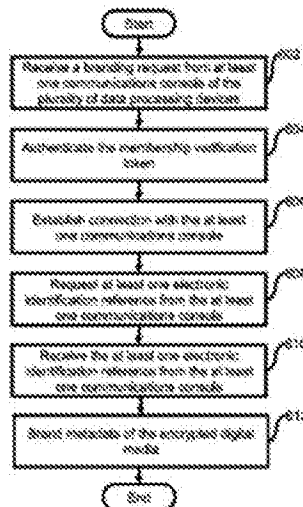 Start
Receive a branding request from at least
one communications console of the
plurality of data processing devices
Authenticate the membership verification
token
Establish connection with the at least
one communications console
Request at least one electronic
identification reference from the at least
one communications console
Receive the at least one electronic
identification reference from the at least
one communications console
Brand metadata of the encrypted digital
media
End